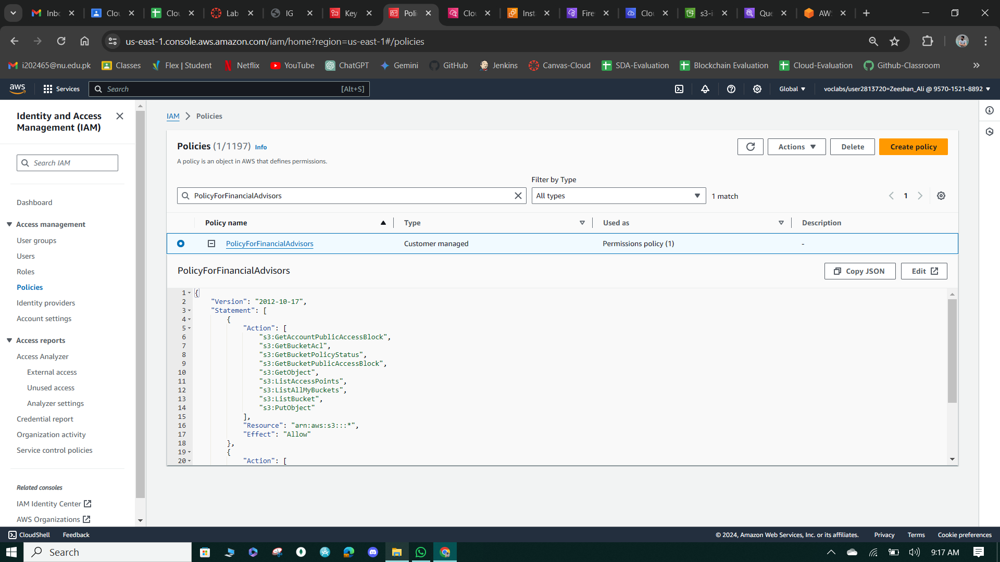 Inbo
Clou
Clou
Lab
IG
Key
Poli
Clou
Inst
Fire
Clou
s3-i
Que
AWS
us-east-1.console.aws.amazon.com/iam/home?region=us-east-1#/policies
i202465@nu.edu.pk
Classes
Flex | Student
Netflix
YouTube
ChatGPT
Gemini
GitHub
Jenkins
Canvas-Cloud
SDA-Evaluation
Blockchain Evaluation
Cloud-Evaluation
Github-Classroom
aws
Services
Search
[Alt+S]
Global
voclabs/user2813720=Zeeshan_Ali @ 9570-1521-8892
Identity and Access
Management (IAM)
Search IAM
Dashboard
Access management
User groups
Users
Roles
Policies
Identity providers
Account settings
Access reports
Access Analyzer
External access
Unused access
Analyzer settings
Credential report
Organization activity
Service control policies
Related consoles
IAM Identity Center
AWS Organizations
IAM > Policies
Policies (1/1197) Info
A policy is an object in AWS that defines permissions.
Actions
Delete
Create policy
Filter by Type
PolicyForFinancialAdvisors
All types
1 match
1
Policy name
Type
Used as
Description
PolicyForFinancialAdvisors
Customer managed
Permissions policy (1)
-
PolicyForFinancialAdvisors
Copy JSON
Edit
1 {
2 "Version": "2012-10-17",
3 "Statement": [
4 {
5 "Action": [
6 "s3:GetAccountPublicAccessBlock",
7 "s3:GetBucketAcl",
8 "s3:GetBucketPolicyStatus",
9 "s3:GetBucketPublicAccessBlock",
10 "s3:GetObject",
11 "s3:ListAccessPoints",
12 "s3:ListAllMyBuckets",
13 "s3:ListBucket",
14 "s3:PutObject"
15 ],
16 "Resource": "arn:aws:s3:::*",
17 "Effect": "Allow"
18 },
19 {
20 "Action": [
CloudShell
Feedback
© 2024, Amazon Web Services, Inc. or its affiliates.
Privacy
Terms
Cookie preferences
Search
9:17 AM